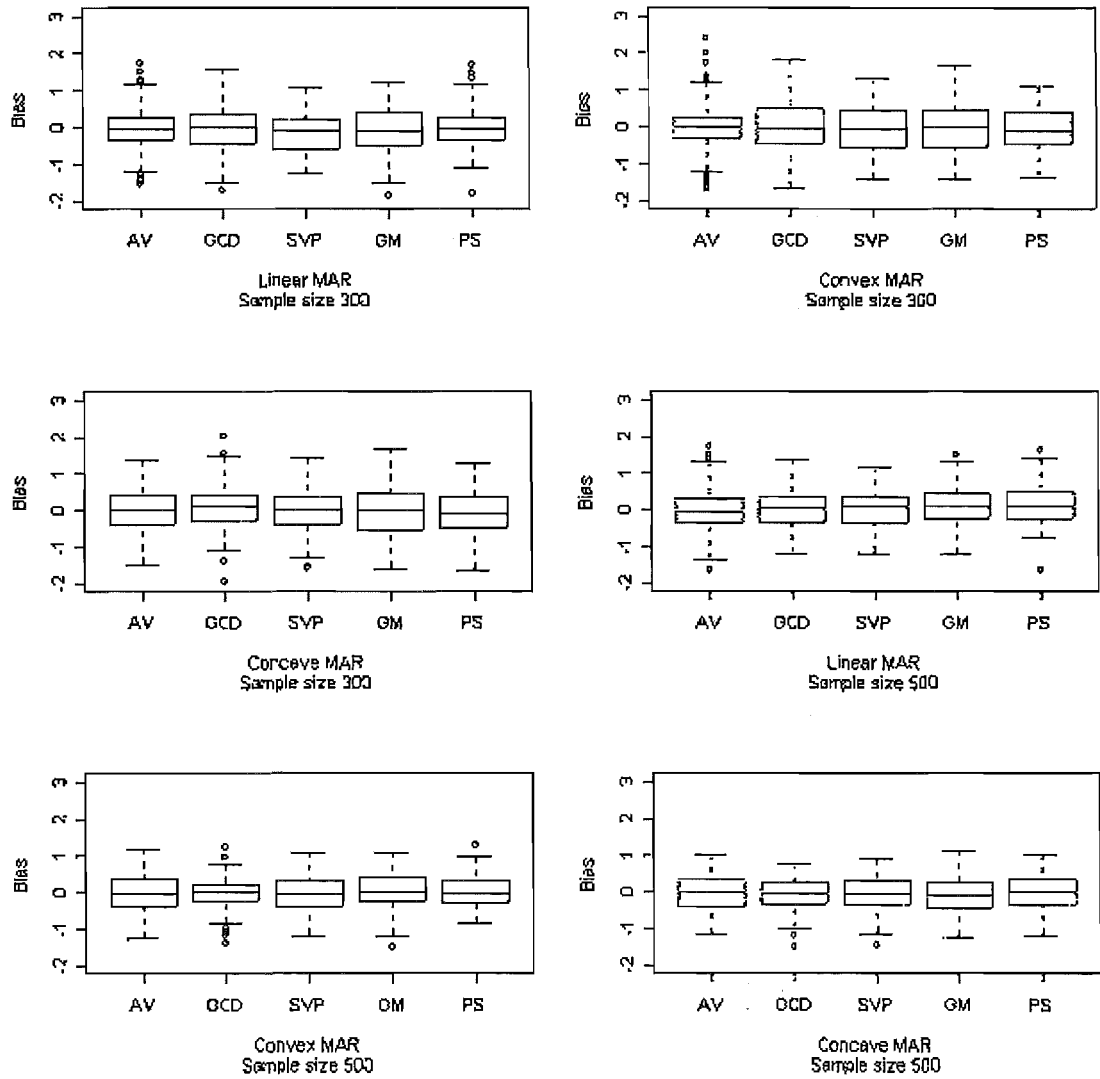 3
2
1
0
-1
-2
Bias
AV GCD SVP GM PS
Linear MAR
Sample size 300
3
2
1
0
-1
-2
Bias
AV GCD SVP GM PS
Convex MAR
Sample size 300
3
2
1
0
-1
-2
Bias
AV GCD SVP GM PS
Concave MAR
Sample size 300
3
2
1
0
-1
-2
Bias
AV GCD SVP GM PS
Linear MAR
Sample size 500
3
2
1
0
-1
-2
Bias
AV GCD SVP GM PS
Convex MAR
Sample size 500
3
2
1
0
-1
-2
Bias
AV GCD SVP GM PS
Concave MAR
Sample size 500